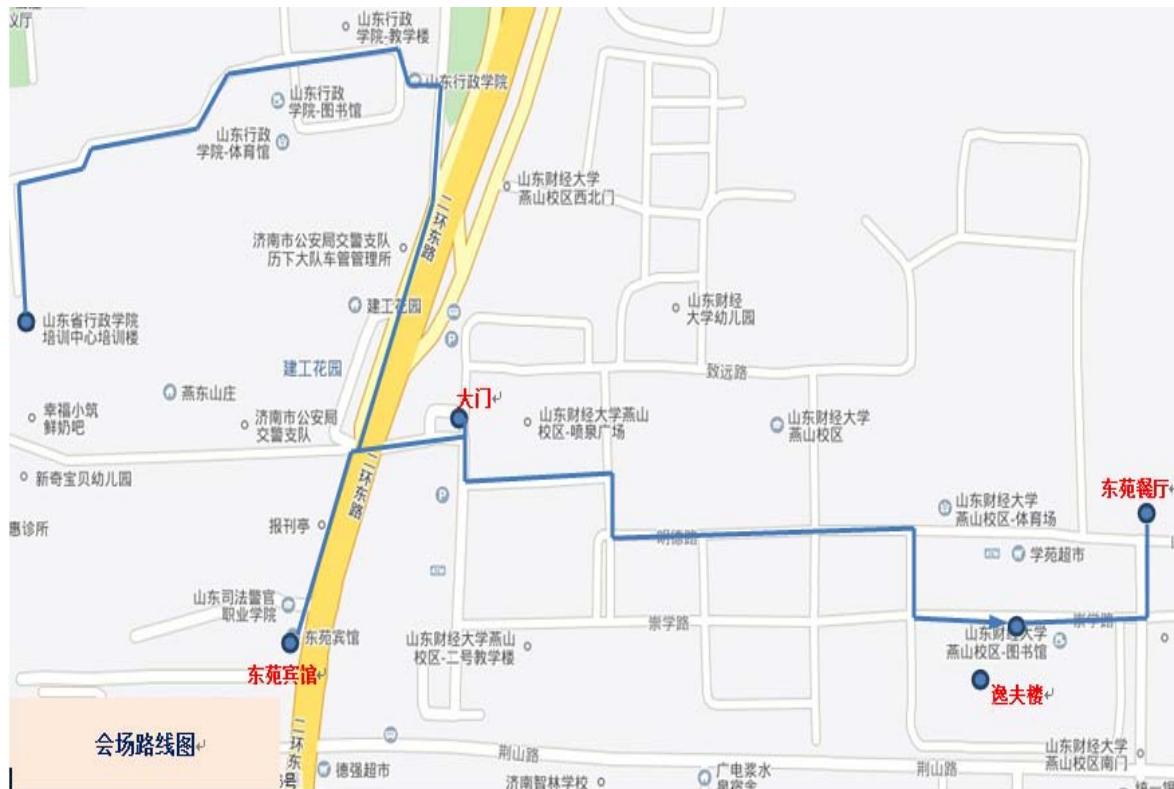 议厅
山东行政
学院-教学楼
山东行政学院
山东行政
学院-图书馆
山东行政
学院-体育馆
山东财经大学
燕山校区西北门
二环东路
济南市公安局交警支队
历下大队车管管理所
建工花园
山东财经
大学幼儿园
山东省行政学院
培训中心培训楼
建工花园
致远路
燕东山庄
大门
幸福小筑
鲜奶吧
济南市公安局
交警支队
山东财经大学燕山
校区-喷泉广场
山东财经大学
燕山校区
新奇宝贝幼儿园
二环东路
东苑餐厅
山东财经大学
燕山校区-体育场
惠诊所
报刊亭
明德路
学苑超市
山东司法警官
职业学院
东苑宾馆
东苑宾馆
山东财经大学燕山
校区-二号教学楼
崇学路
崇学路
山东财经大学
燕山校区-图书馆
逸夫楼
会场路线图
二环东
号
荆山路
荆山路
山东财经大学
燕山校区南门
德强超市
济南智林学校
广电浆水
泉宿舍